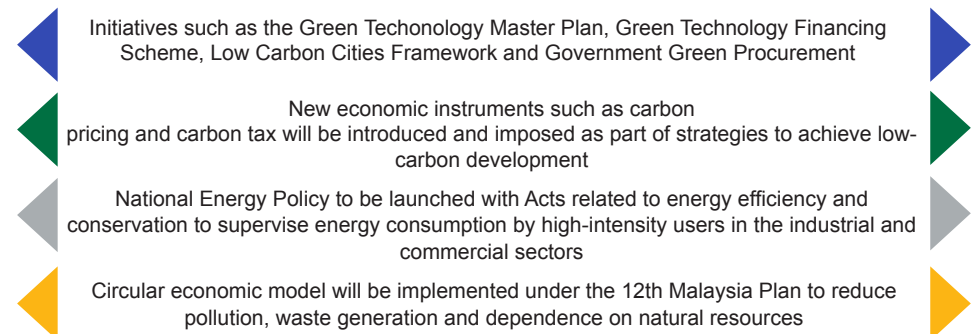 Initiatives such as the Green Techonology Master Plan, Green Technology Financing
Scheme, Low Carbon Cities Framework and Government Green Procurement
New economic instruments such as carbon
pricing and carbon tax will be introduced and imposed as part of strategies to achieve low-
carbon development
National Energy Policy to be launched with Acts related to energy efficiency and
conservation to supervise energy consumption by high-intensity users in the industrial and
commercial sectors
Circular economic model will be implemented under the 12th Malaysia Plan to reduce
pollution, waste generation and dependence on natural resources